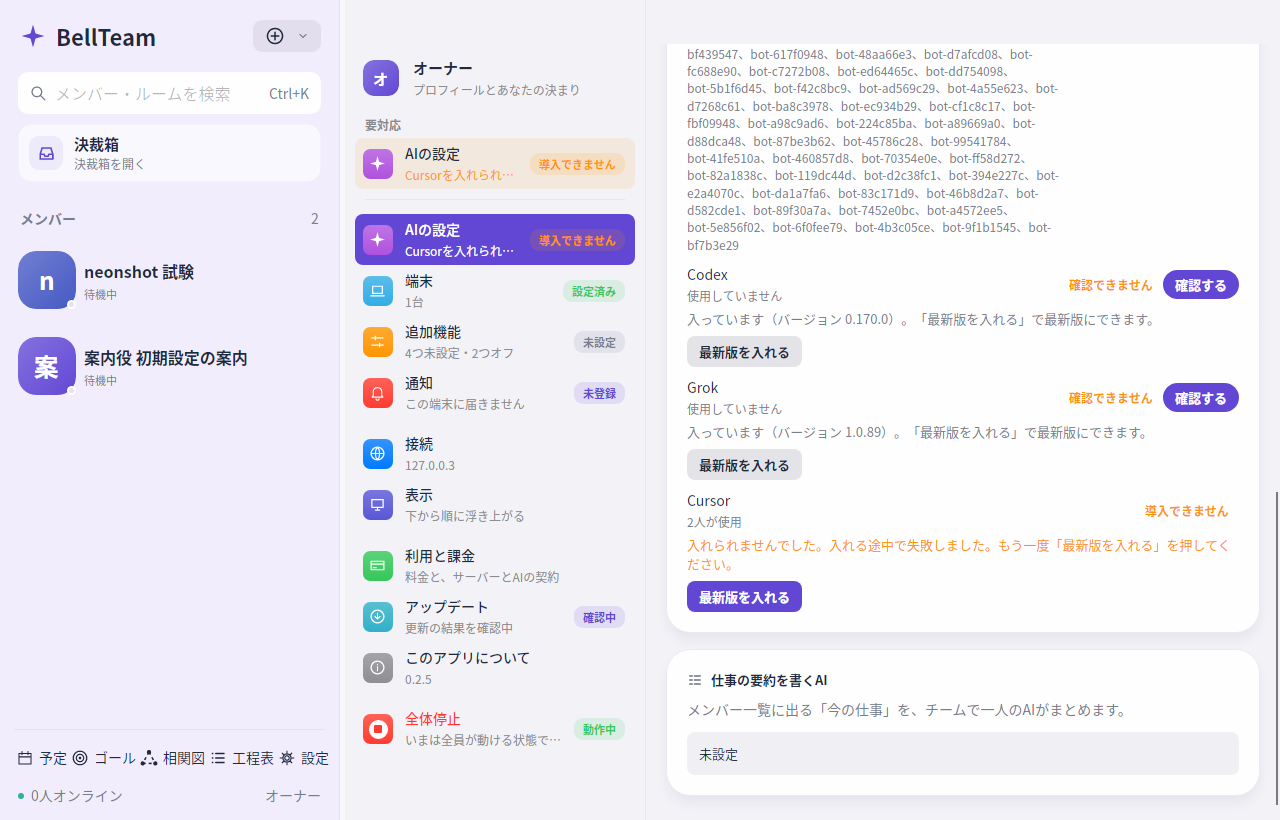 BellTeam
メンバー・ルームを検索 Ctrl+K
決裁箱
決裁箱を開く
メンバー 2
n
neonshot 試験
待機中
案
案内役 初期設定の案内
待機中
予定 ゴール 相関図 工程表 設定
0人オンライン オーナー
オ
オーナー
プロフィールとあなたの決まり
要対応
AIの設定
Cursorを入れられ…
導入できません
AIの設定
Cursorを入れられ…
導入できません
端末
1台
設定済み
追加機能
4つ未設定・2つオフ
未設定
通知
この端末に届きません
未登録
接続
127.0.0.3
表示
下から順に浮き上がる
利用と課金
料金と、サーバーとAIの契約
アップデート
更新の結果を確認中
確認中
このアプリについて
0.2.5
全体停止
いまは全員が動ける状態で…
動作中
bf439547、bot-617f0948、bot-48aa66e3、bot-d7afcd08、bot-
fc688e90、bot-c7272b08、bot-ed64465c、bot-dd754098、
bot-5b1f6d45、bot-f42c8bc9、bot-ad569c29、bot-4a55e623、bot-
d7268c61、bot-ba8c3978、bot-ec934b29、bot-cf1c8c17、bot-
fbf09948、bot-a98c9ad6、bot-224c85ba、bot-a89669a0、bot-
d88dca48、bot-87be3b62、bot-45786c28、bot-99541784、
bot-41fe510a、bot-460857d8、bot-70354e0e、bot-ff58d272、
bot-82a1838c、bot-119dc44d、bot-d2c38fc1、bot-394e227c、bot-
e2a4070c、bot-da1a7fa6、bot-83c171d9、bot-46b8d2a7、bot-
d582cde1、bot-89f30a7a、bot-7452e0bc、bot-a4572ee5、
bot-5e856f02、bot-6f0fee79、bot-4b3c05ce、bot-9f1b1545、bot-
bf7b3e29
Codex
使用していません
確認できません 確認する
入っています（バージョン 0.170.0）。「最新版を入れる」で最新版にできます。
最新版を入れる
Grok
使用していません
確認できません 確認する
入っています（バージョン 1.0.89）。「最新版を入れる」で最新版にできます。
最新版を入れる
Cursor
2人が使用
導入できません
入れられませんでした。入れる途中で失敗しました。もう一度「最新版を入れる」を押してく
ださい。
最新版を入れる
仕事の要約を書くAI
メンバー一覧に出る「今の仕事」を、チームで一人のAIがまとめます。
未設定